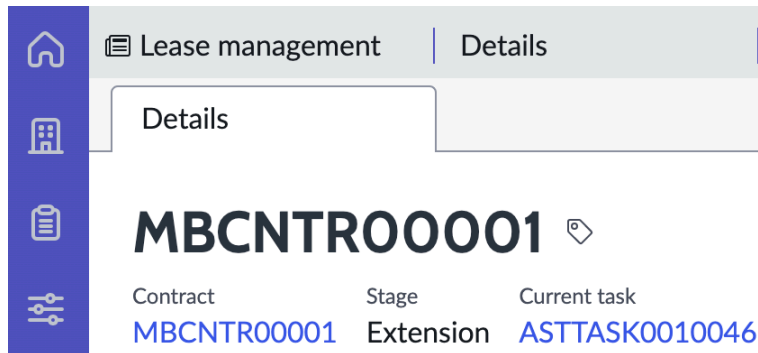 Lease management Details
Details
MBCNTR00001
Contract Stage Current task
MBCNTR00001 Extension ASTTASK0010046